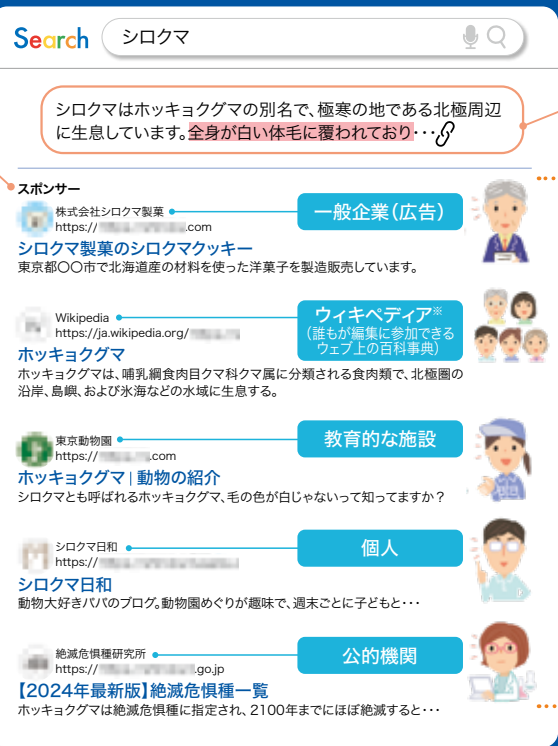 Search
シロクマ
シロクマはホッキョクグマの別名で、極寒の地である北極周辺
に生息しています。全身が白い体毛に覆われており・・・
スポンサー
株式会社シロクマ製菓
https:// .com
一般企業(広告)
シロクマ製菓のシロクマクッキー
東京都〇〇市で北海道産の材料を使った洋菓子を製造販売しています。
Wikipedia
https://ja.wikipedia.org/
ウィキペディア※
(誰もが編集に参加できる
ウェブ上の百科事典)
ホッキョクグマ
ホッキョクグマは、哺乳綱食肉目クマ科クマ属に分類される食肉類で、北極圏の
沿岸、島嶼、および氷海などの水域に生息する。
東京動物園
https:// .com
教育的な施設
ホッキョクグマ | 動物の紹介
シロクマとも呼ばれるホッキョクグマ、毛の色が白じゃないって知ってますか?
シロクマ日和
https://
個人
シロクマ日和
動物大好きパパのブログ。動物園めぐりが趣味で、週末ごとに子どもと・・・
絶滅危惧種研究所
https:// .go.jp
公的機関
【2024年最新版】絶滅危惧種一覧
ホッキョクグマは絶滅危惧種に指定され、2100年までにほぼ絶滅すると・・・